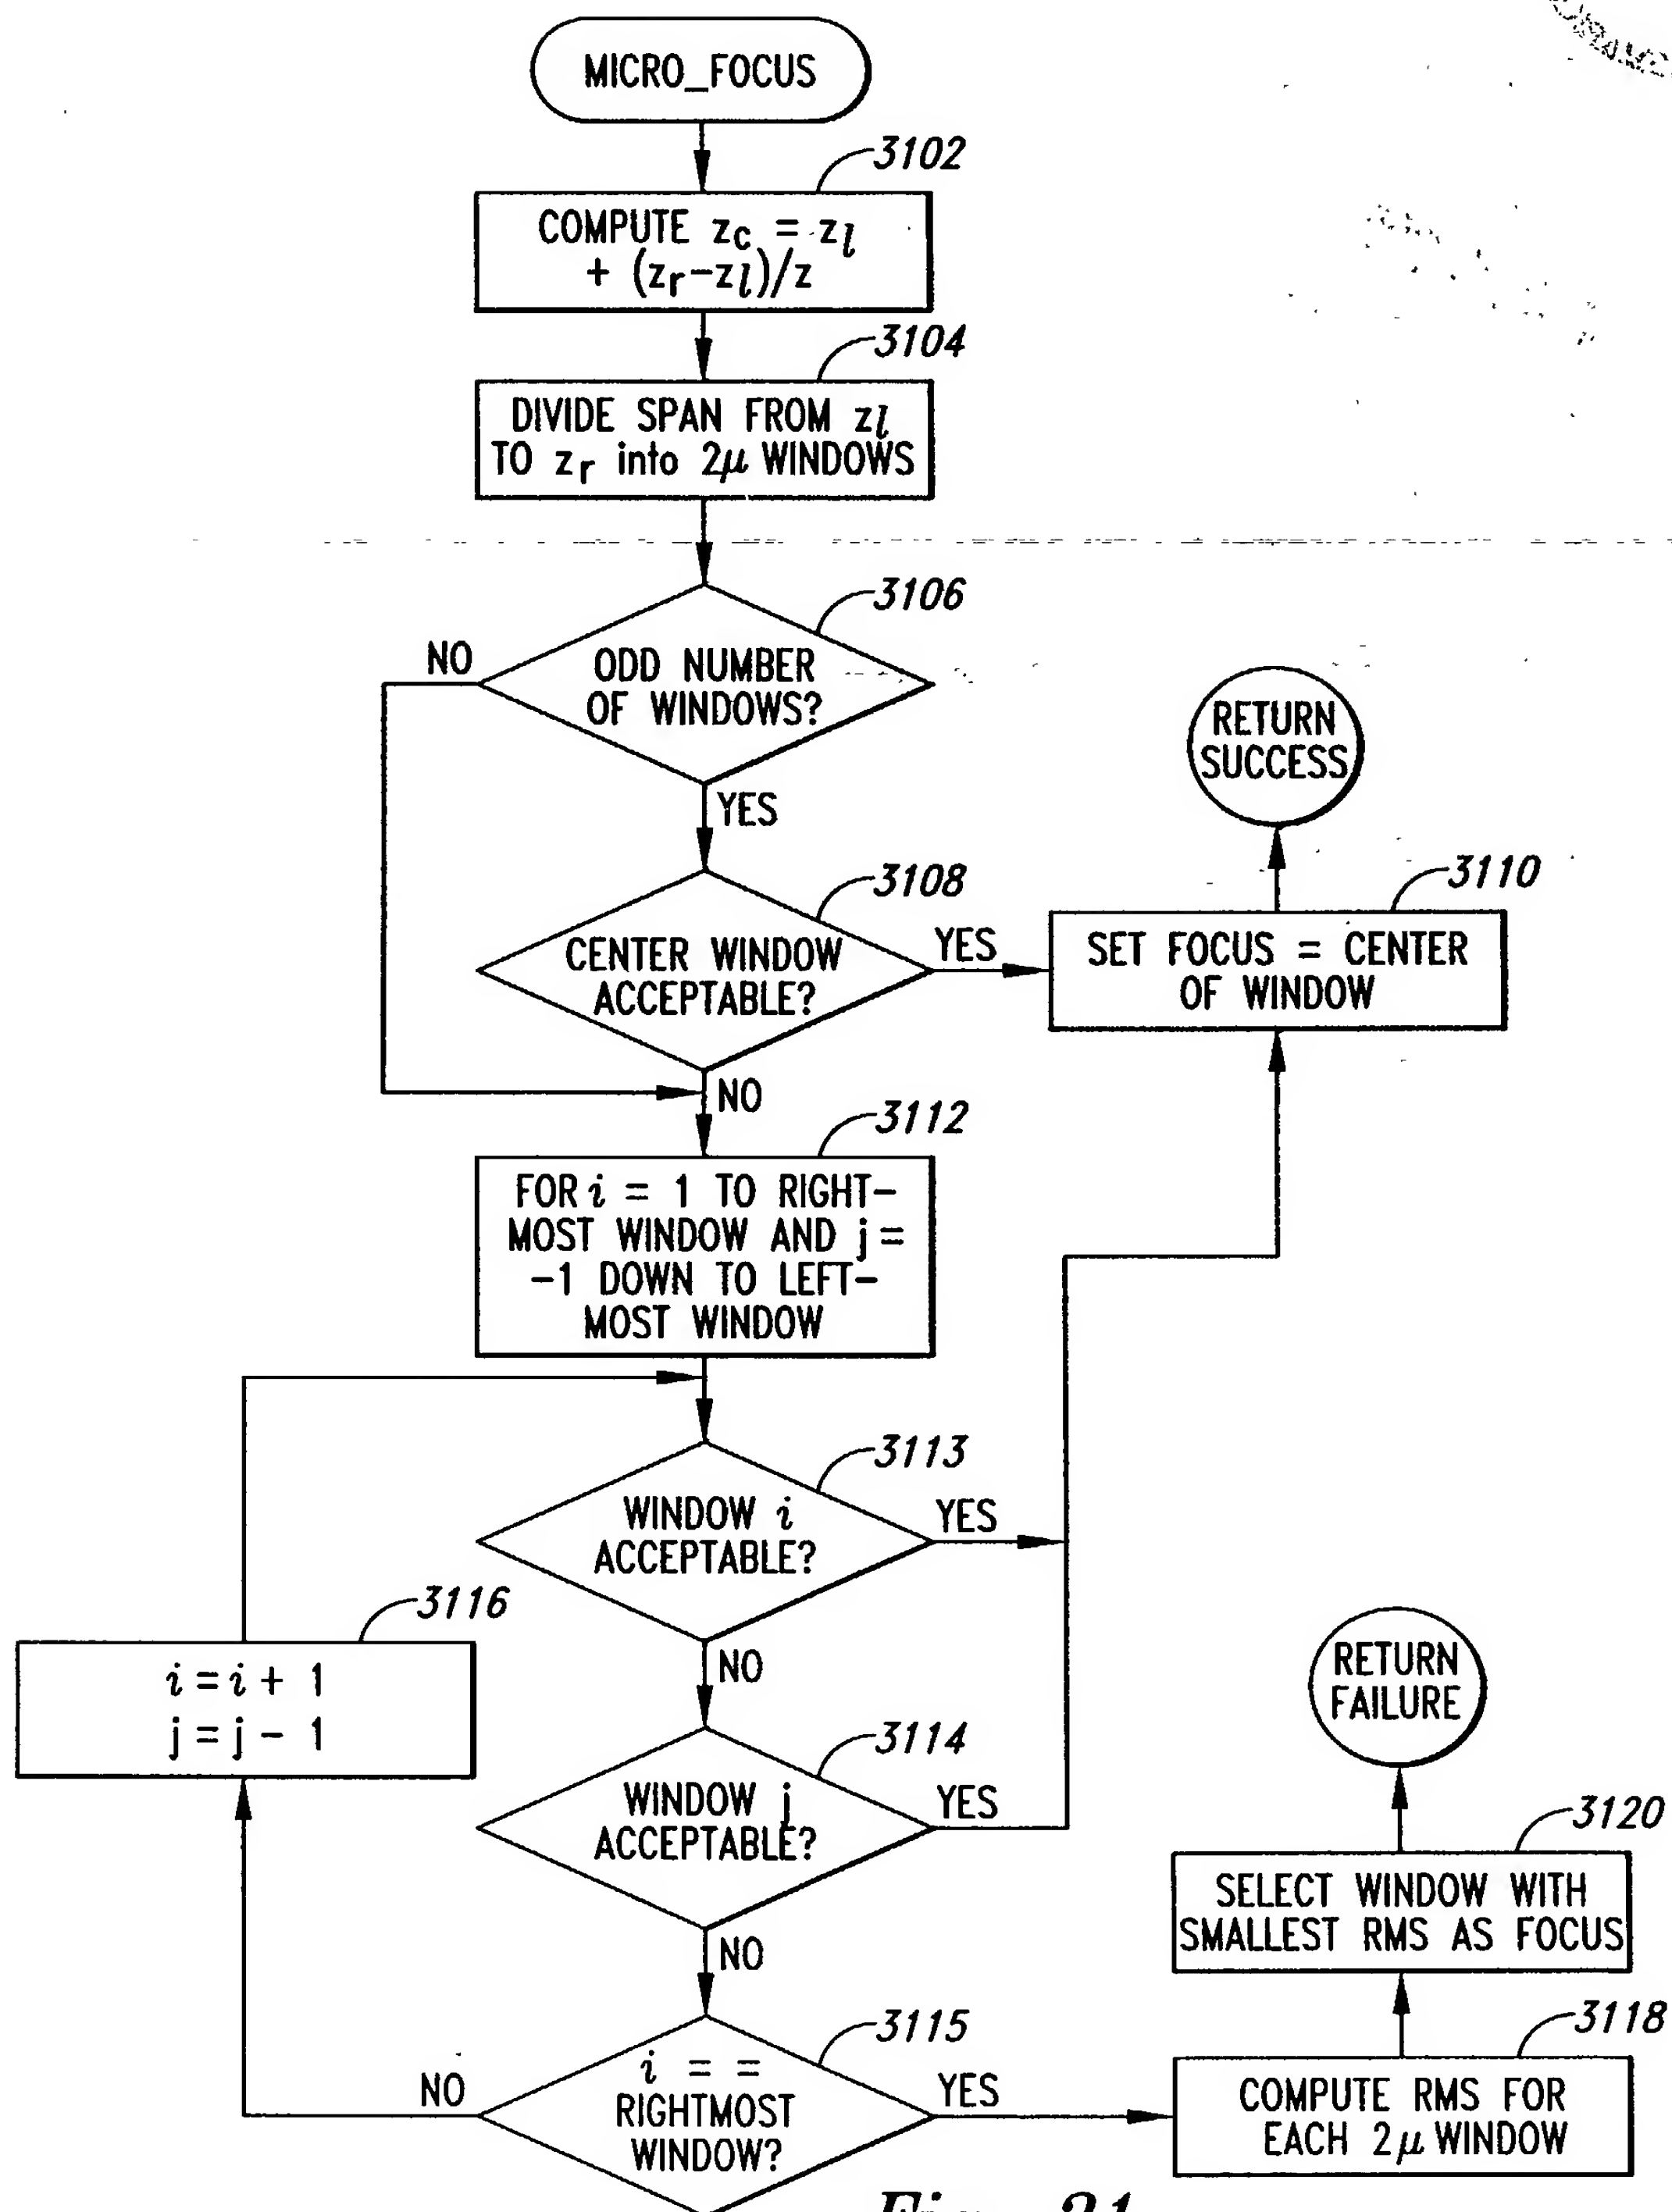 MICRO_FOCUS
3102
COMPUTE zc = zl
+ (zr-zl)/z
3104
DIVIDE SPAN FROM zl
TO zr into 2μ WINDOWS
3106
NO
ODD NUMBER
OF WINDOWS?
YES
RETURN
SUCCESS
3108
CENTER WINDOW
ACCEPTABLE?
YES
3110
SET FOCUS = CENTER
OF WINDOW
NO
3112
FOR i = 1 TO RIGHT-
MOST WINDOW AND j =
-1 DOWN TO LEFT-
MOST WINDOW
3113
WINDOW i
ACCEPTABLE?
YES
3116
i = i + 1
j = j - 1
NO
RETURN
FAILURE
3114
WINDOW j
ACCEPTABLE?
YES
3120
SELECT WINDOW WITH
SMALLEST RMS AS FOCUS
NO
3115
NO
i = =
RIGHTMOST
WINDOW?
YES
3118
COMPUTE RMS FOR
EACH 2μ WINDOW